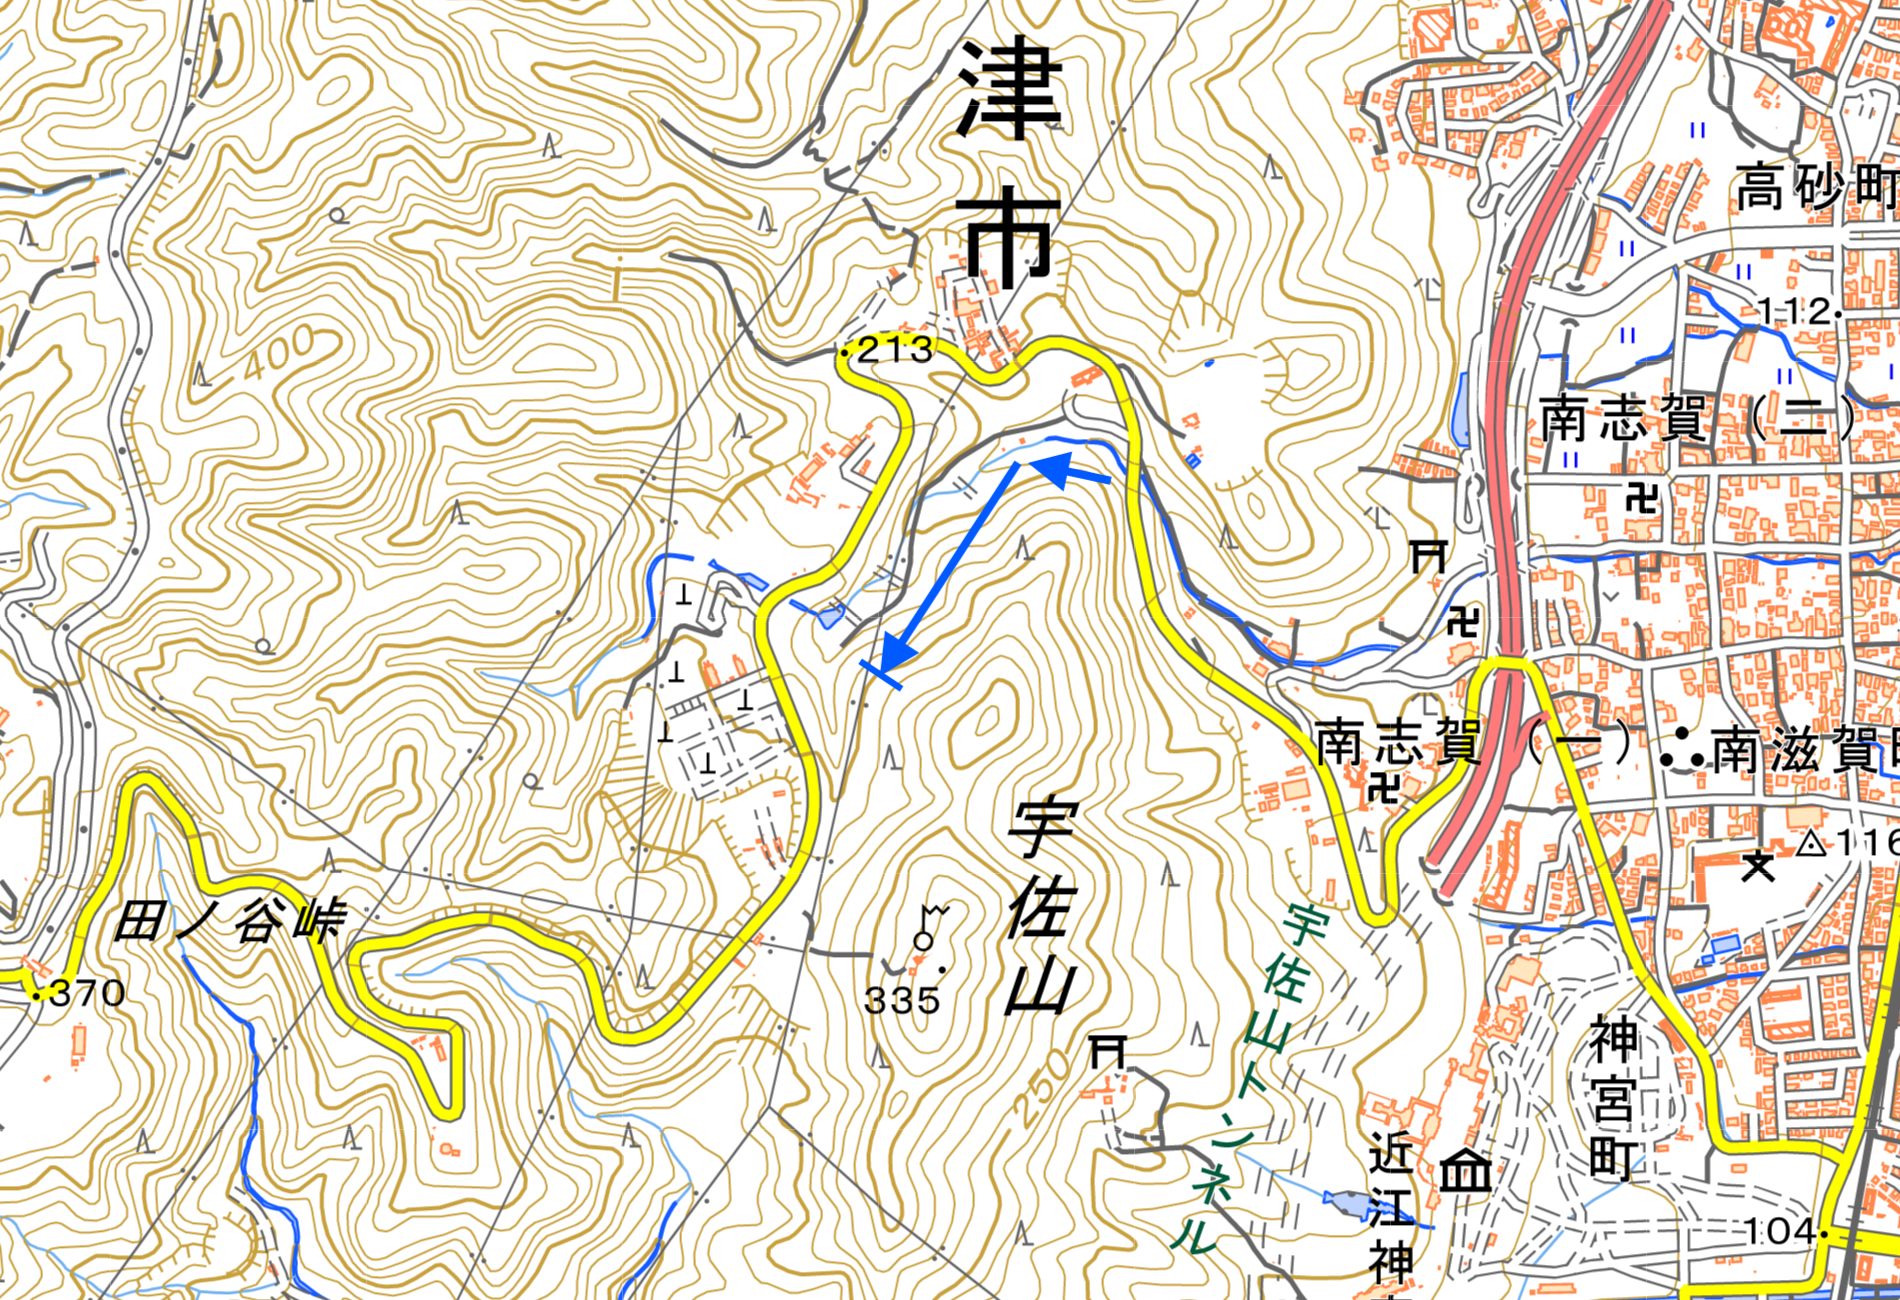 津市
高砂町
400
213
112
南志賀（二）
南志賀（一）
南滋賀町
宇佐山
116
田ノ谷峠
370
335
宇佐山トンネル
250
神宮町
近江神
104